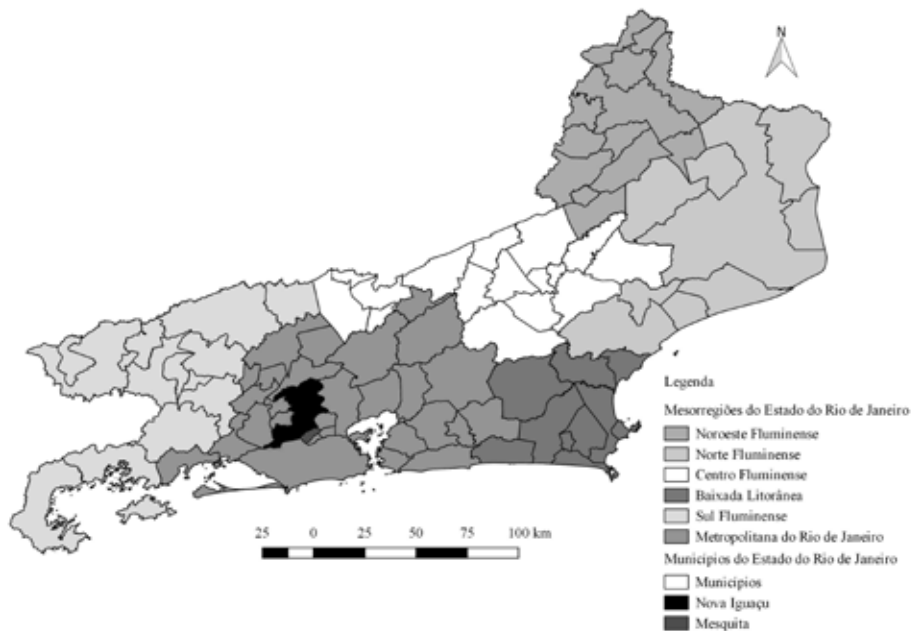 N
Legenda
Mesorregiões do Estado do Rio de Janeiro
Noroeste Fluminense
Norte Fluminense
Centro Fluminense
Baixada Litorânea
Sul Fluminense
Metropolitana do Rio de Janeiro
Municípios do Estado do Rio de Janeiro
Municípios
Nova Iguaçu
Mesquita
25 0 25 50 75 100 km